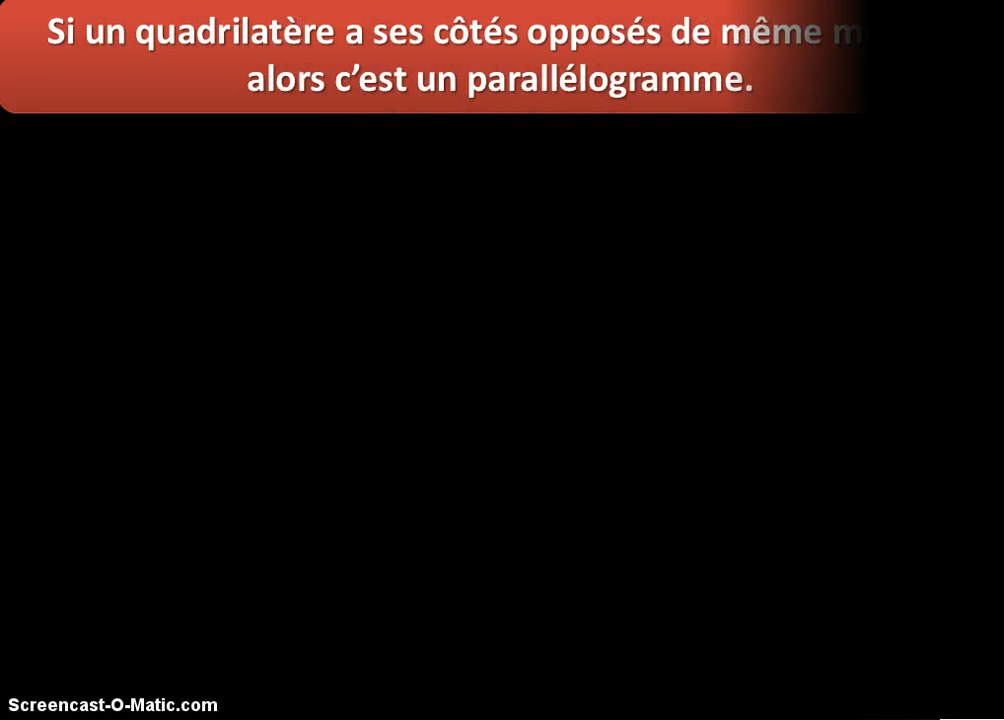 Si un quadrilatère a ses côtés opposés de même
alors c’est un parallélogramme.
Screencast-O-Matic.com